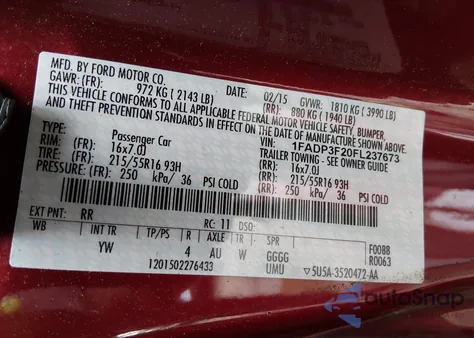 MFD. BY FORD MOTOR CO.
DATE: 02/15 GVWR: 1810 KG ( 3990 LB)
GAWR: (FR): 972 KG ( 2143 LB) (RR): 880 KG ( 1940 LB)
THIS VEHICLE CONFORMS TO ALL APPLICABLE FEDERAL MOTOR VEHICLE SAFETY, BUMPER,
AND THEFT PREVENTION STANDARDS IN EFFECT ON THE DATE OF MANUFACTURE SHOWN ABOVE.
VIN: 1FADP3F20FL237673
TYPE: Passenger Car TRAILER TOWING - SEE OWNER GUIDE
RIM: (FR): 16x7.0J (RR): 16x7.0J
TIRE: (FR): 215/55R16 93H (RR): 215/55R16 93H
PRESSURE: (FR): 250 kPa/ 36 PSI COLD (RR): 250 kPa/ 36 PSI COLD
EXT PNT: RR RC: 11 DSO: F0088
WB INT TR TP/PS R AXLE TR SPR R0063
YW 4 AU W GGGG
1201502276433 UMU 5U5A-3520472-AA
autoSnap